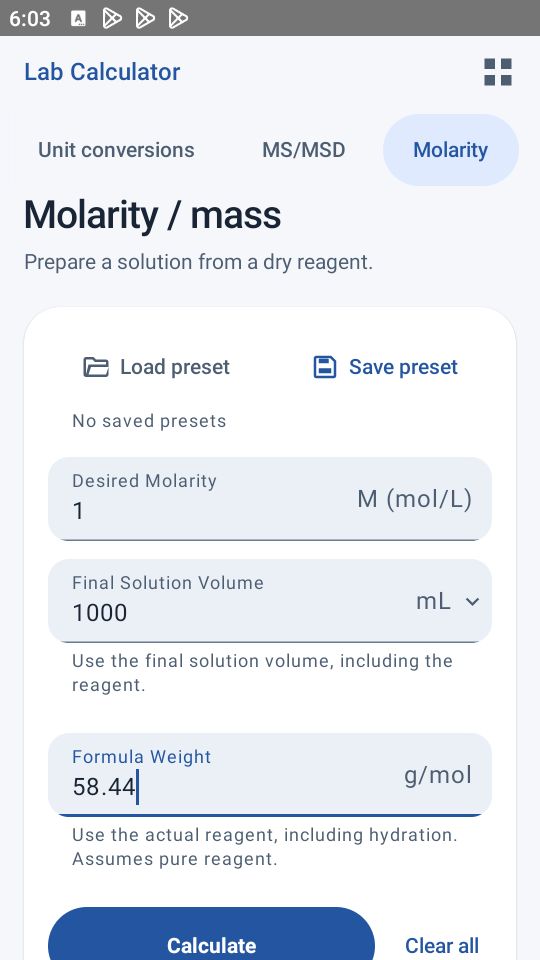 6:03
Lab Calculator
Unit conversions
MS/MSD
Molarity
Molarity / mass
Prepare a solution from a dry reagent.
Load preset
Save preset
No saved presets
Desired Molarity
1
M (mol/L)
Final Solution Volume
1000
mL
Use the final solution volume, including the
reagent.
Formula Weight
58.44
g/mol
Use the actual reagent, including hydration.
Assumes pure reagent.
Calculate
Clear all